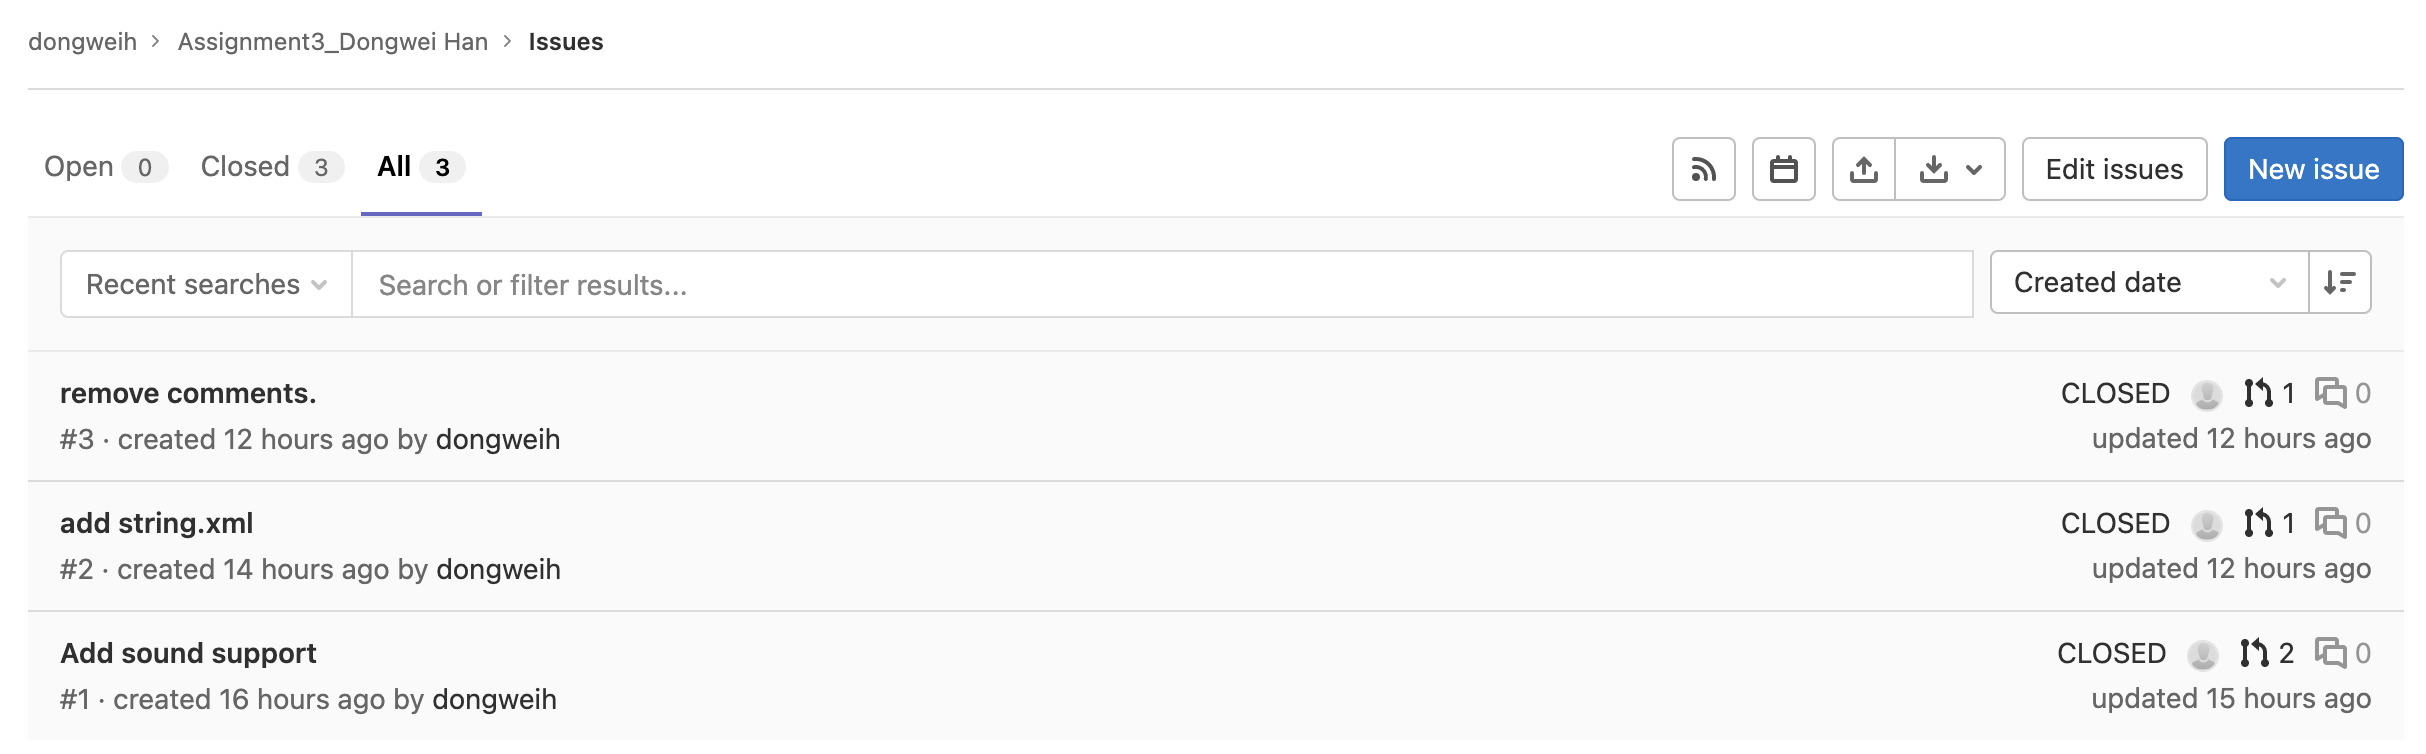 dongweih > Assignment3_Dongwei Han > Issues
Open 0 Closed 3 All 3 Edit issues New issue
Recent searches Search or filter results... Created date
remove comments. CLOSED 1 0
#3 · created 12 hours ago by dongweih updated 12 hours ago
add string.xml CLOSED 1 0
#2 · created 14 hours ago by dongweih updated 12 hours ago
Add sound support CLOSED 2 0
#1 · created 16 hours ago by dongweih updated 15 hours ago